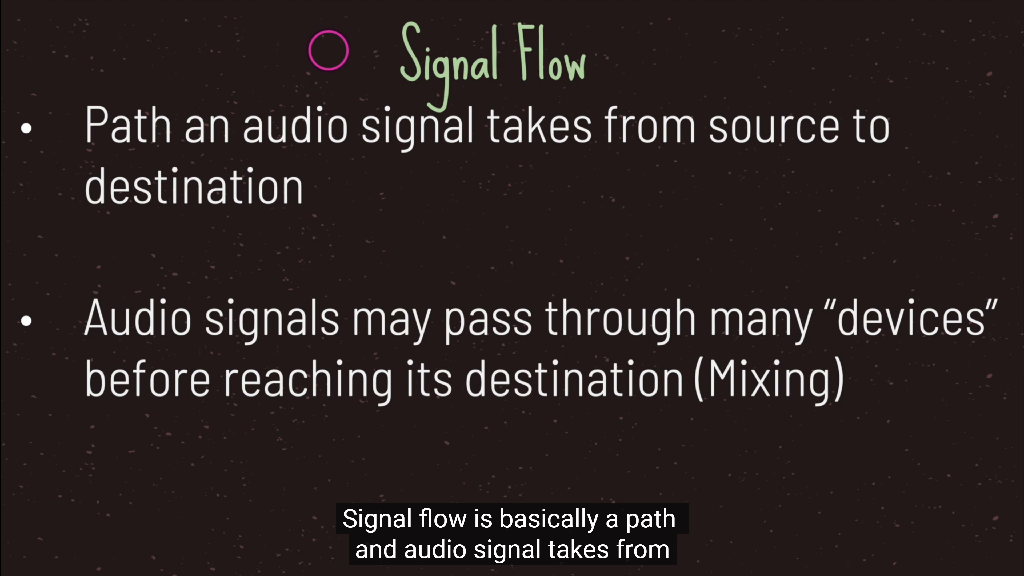 Signal Flow
• Path an audio signal takes from source to
destination
• Audio signals may pass through many “devices”
before reaching its destination (Mixing)
Signal flow is basically a path
and audio signal takes from